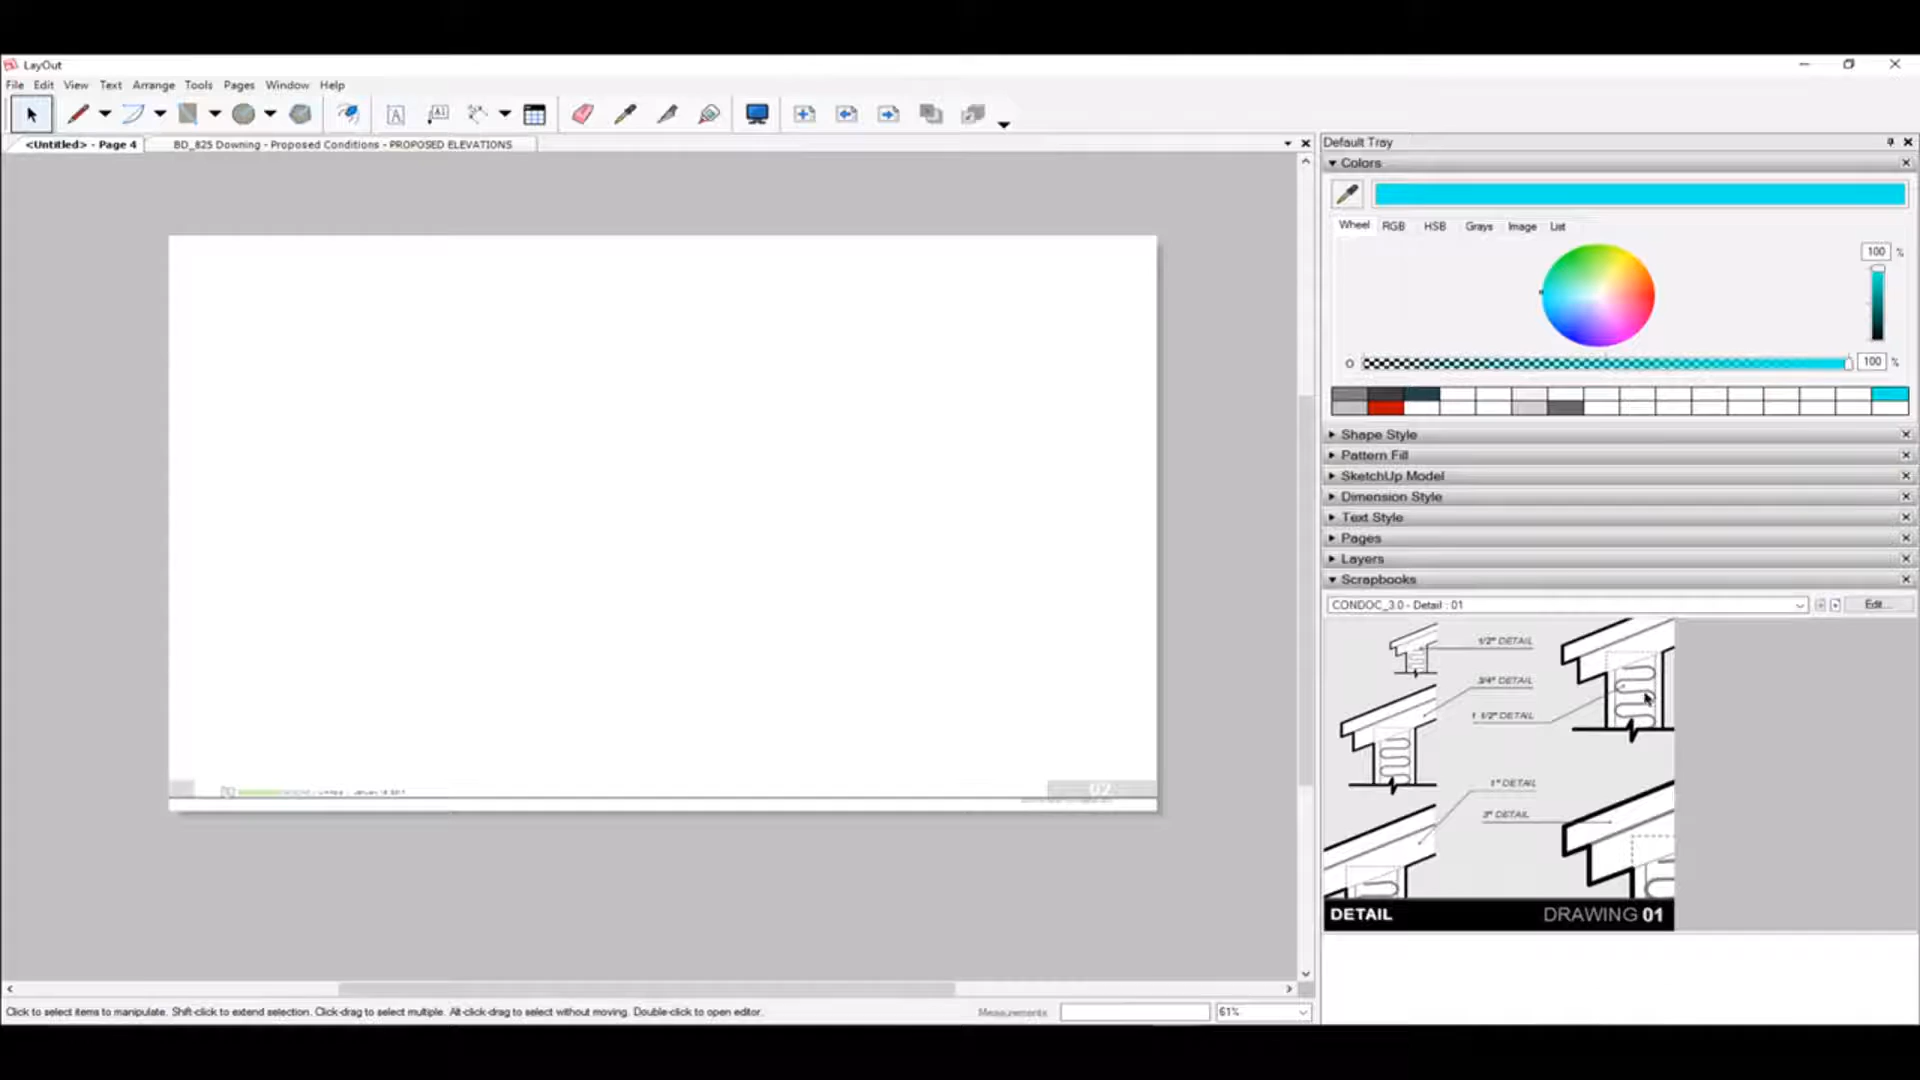 LayOut
File Edit View Text Arrange Tools Pages Window Help
<Untitled> - Page 4
BD_825 Downing - Proposed Conditions - PROPOSED ELEVATIONS
Default Tray
Colors
Wheel RGB HSB Grays Image List
100 %
100 %
Shape Style
Pattern Fill
SketchUp Model
Dimension Style
Text Style
Pages
Layers
Scrapbooks
CONDOC_3.0 - Detail : 01
Edit...
1/2" DETAIL
3/4" DETAIL
1 1/2" DETAIL
1" DETAIL
3" DETAIL
DETAIL
DRAWING 01
02
Click to select items to manipulate. Shift-click to extend selection. Click-drag to select multiple. Alt-click-drag to select without moving. Double-click to open editor.
Measurements
61%